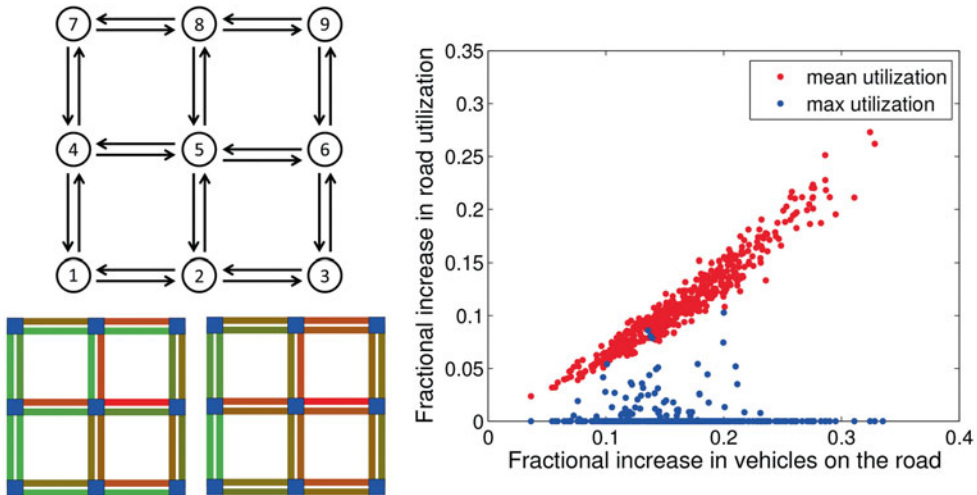 7 8 9
4 5 6
1 2 3
Fractional increase in road utilization
0.35
0.3
0.25
0.2
0.15
0.1
0.05
0
mean utilization
max utilization
0 0.1 0.2 0.3 0.4
Fractional increase in vehicles on the road